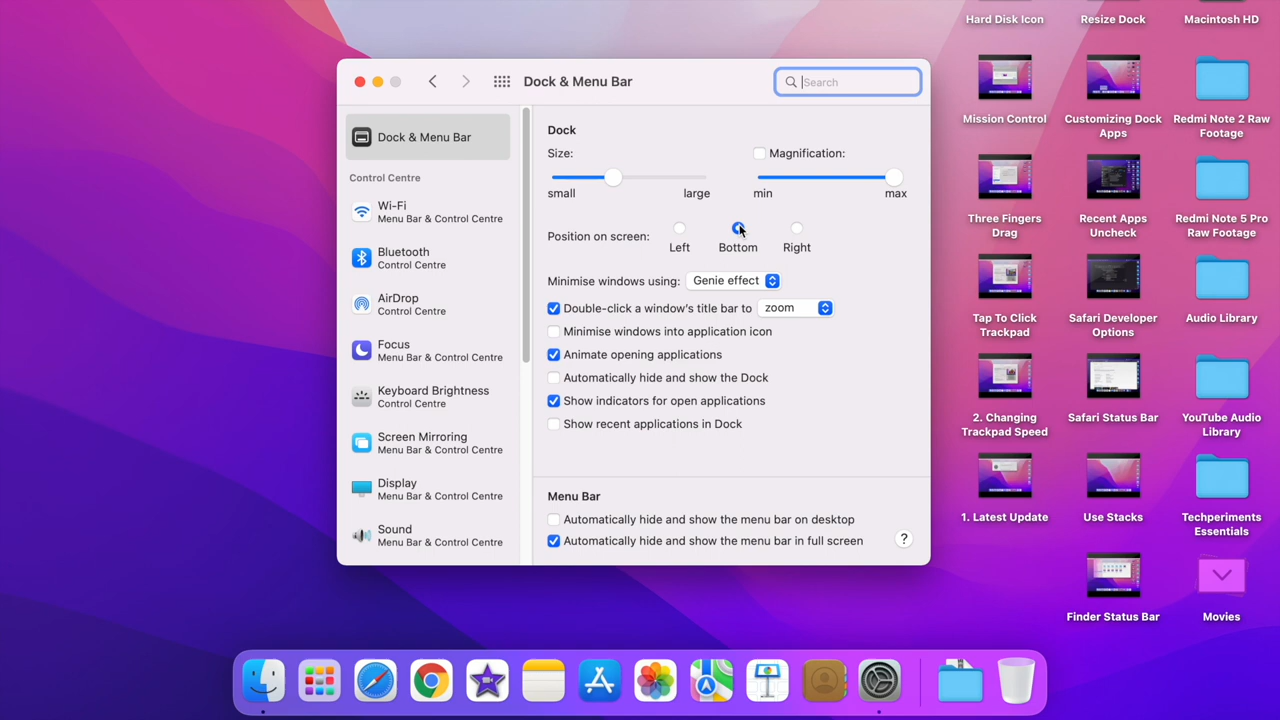 Dock & Menu Bar
Search
Dock & Menu Bar
Control Centre
Wi-Fi
Menu Bar & Control Centre
Bluetooth
Control Centre
AirDrop
Control Centre
Focus
Menu Bar & Control Centre
Keyboard Brightness
Control Centre
Screen Mirroring
Menu Bar & Control Centre
Display
Menu Bar & Control Centre
Sound
Menu Bar & Control Centre
Dock
Size:
Magnification:
small
large
min
max
Position on screen:
Left
Bottom
Right
Minimise windows using:
Genie effect
Double-click a window's title bar to
zoom
Minimise windows into application icon
Animate opening applications
Automatically hide and show the Dock
Show indicators for open applications
Show recent applications in Dock
Menu Bar
Automatically hide and show the menu bar on desktop
Automatically hide and show the menu bar in full screen
?
Hard Disk Icon
Resize Dock
Macintosh HD
Mission Control
Customizing Dock
Apps
Redmi Note 2 Raw
Footage
Three Fingers
Drag
Recent Apps
Uncheck
Redmi Note 5 Pro
Raw Footage
Tap To Click
Trackpad
Safari Developer
Options
Audio Library
2. Changing
Trackpad Speed
Safari Status Bar
YouTube Audio
Library
1. Latest Update
Use Stacks
Techperiments
Essentials
Finder Status Bar
Movies